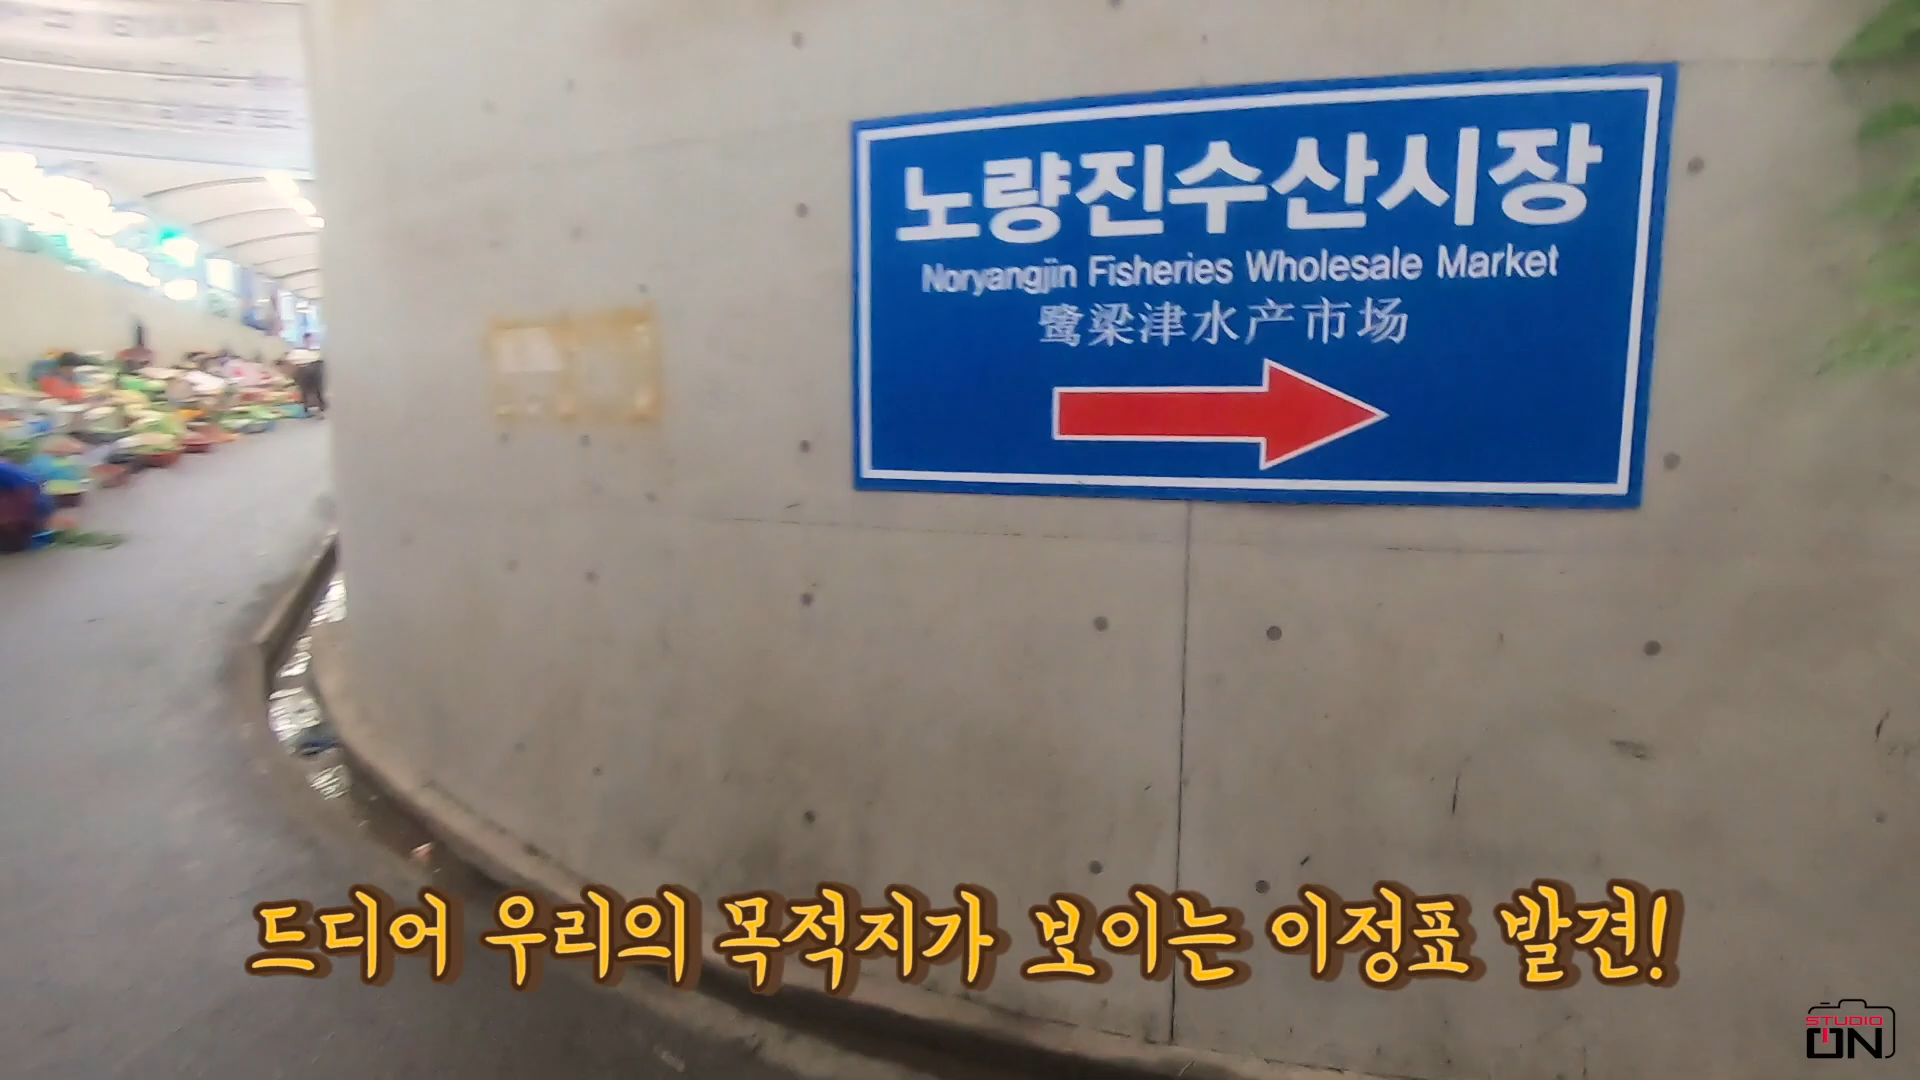 노량진수산시장
Noryangjin Fisheries Wholesale Market
鹭梁津水产市场
드디어 우리의 목적지가 보이는 이정표 발견!
STUDIO
ON